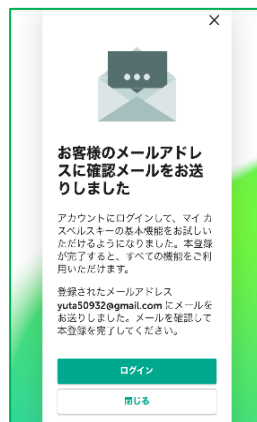 お客様のメールアドレ
スに確認メールをお送
りしました
アカウントにログインして、マイ カ
スペルスキーの基本機能をお試しい
ただけるようになりました。本登録
が完了すると、すべての機能をご利
用いただけます。
登録されたメールアドレス
yuta50932@gmail.com にメールを
お送りしました。メールを確認して
本登録を完了してください。
ログイン
閉じる